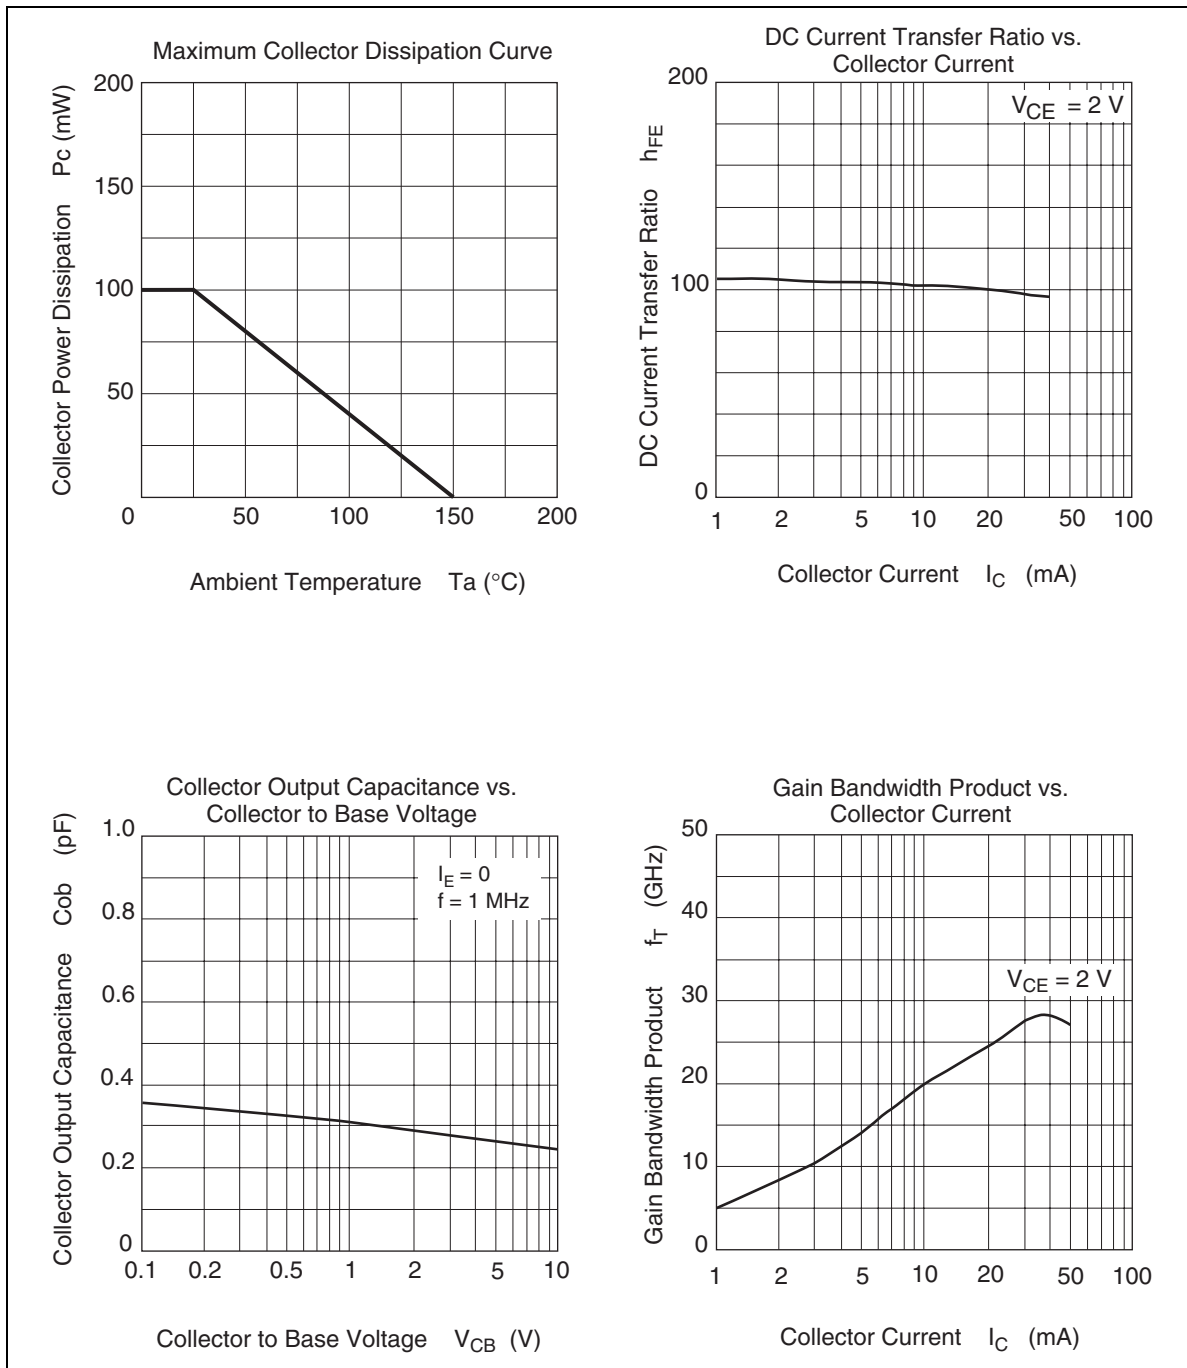 Maximum Collector Dissipation Curve
Collector Power Dissipation Pc (mW)
200
150
100
50
0
50
100
150
200
Ambient Temperature Ta (°C)
DC Current Transfer Ratio vs.
Collector Current
DC Current Transfer Ratio hFE
VCE = 2 V
200
100
0
1
2
5
10
20
50
100
Collector Current IC (mA)
Collector Output Capacitance vs.
Collector to Base Voltage
Collector Output Capacitance Cob (pF)
IE = 0
f = 1 MHz
1.0
0.8
0.6
0.4
0.2
0
0.1
0.2
0.5
1
2
5
10
Collector to Base Voltage VCB (V)
Gain Bandwidth Product vs.
Collector Current
Gain Bandwidth Product fT (GHz)
VCE = 2 V
50
40
30
20
10
0
1
2
5
10
20
50
100
Collector Current IC (mA)